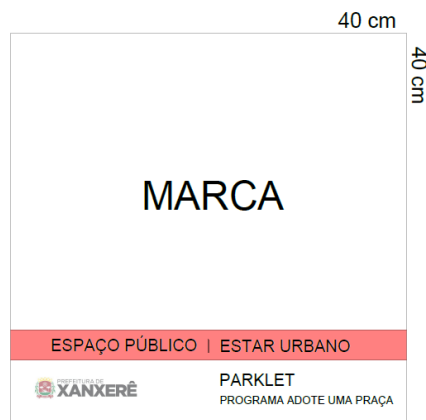 40 cm
40 cm
MARCA
ESPAÇO PÚBLICO | ESTAR URBANO
PREFEITURA DE
XANXERÊ
PARKLET
PROGRAMA ADOTE UMA PRAÇA